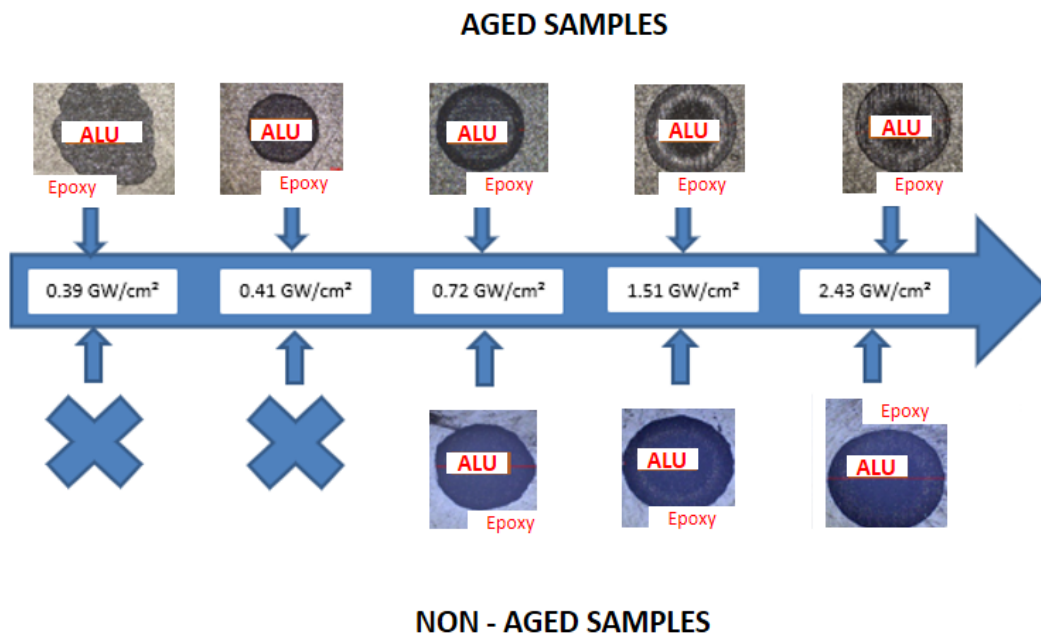 AGED SAMPLES
ALU
Epoxy
ALU
Epoxy
ALU
Epoxy
ALU
Epoxy
ALU
Epoxy
0.39 GW/cm²
0.41 GW/cm²
0.72 GW/cm²
1.51 GW/cm²
2.43 GW/cm²
ALU
Epoxy
ALU
Epoxy
Epoxy
ALU
NON - AGED SAMPLES